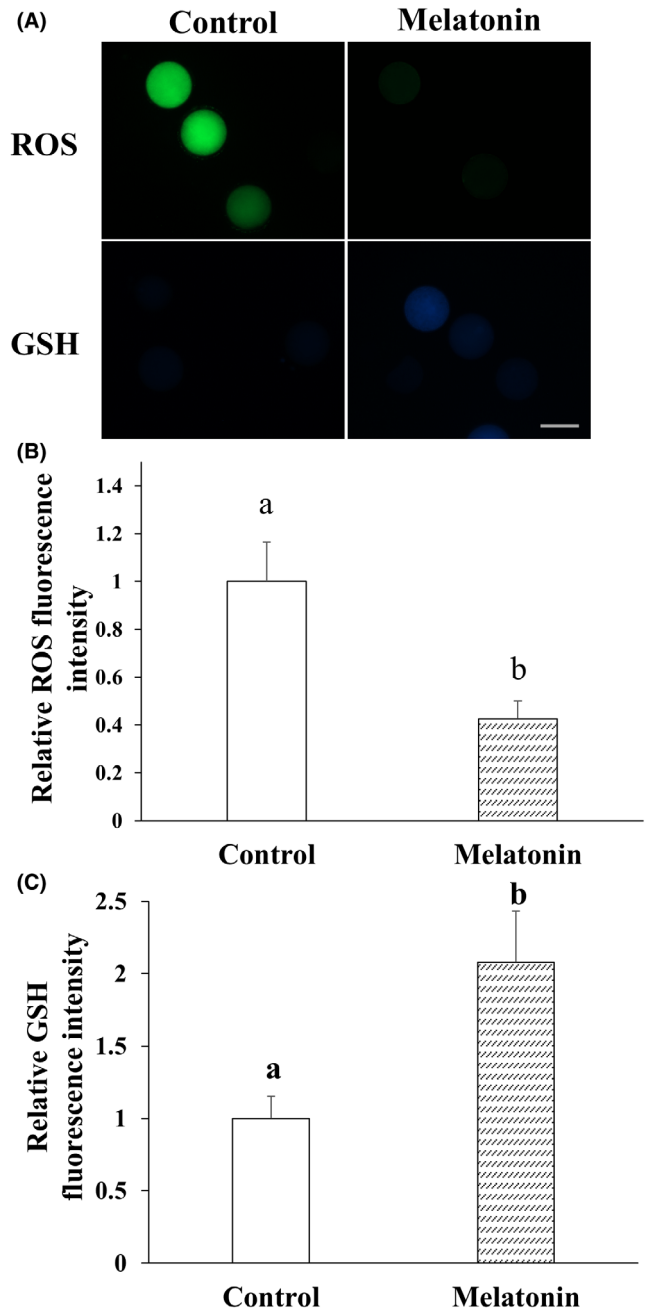 (A)
Control Melatonin
ROS
GSH
(B)
Relative ROS fluorescence
intensity
1.4
1.2
1
0.8
0.6
0.4
0.2
0
a
b
Control Melatonin
(C)
Relative GSH
fluorescence intensity
2.5
2
1.5
1
0.5
0
a
b
Control Melatonin